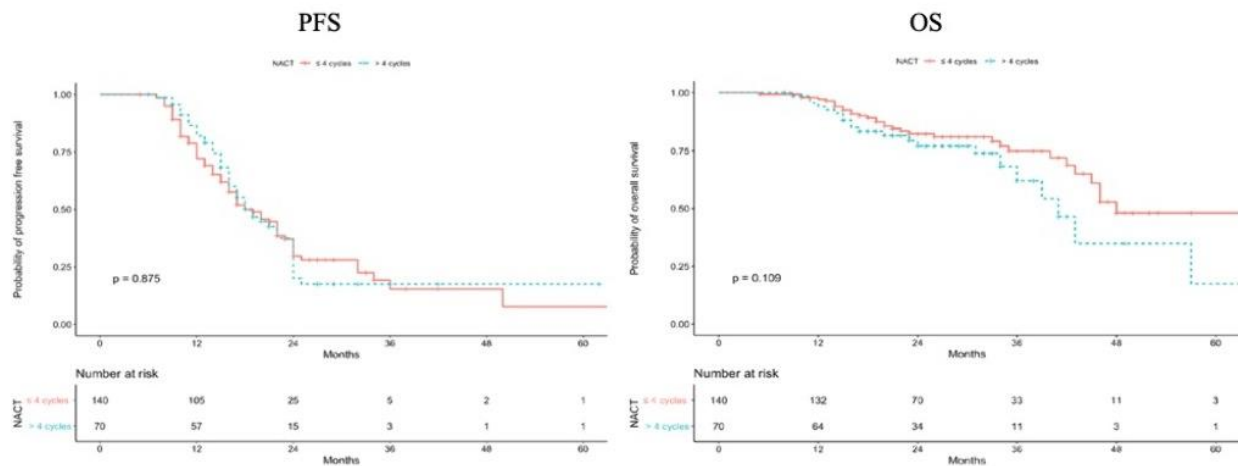 PFS
NACT ≤ 4 cycles > 4 cycles
Probability of progression free survival
1.00
0.75
0.50
0.25
0.00
p = 0.875
0 12 24 36 48 60
Months
Number at risk
NACT
≤ 4 cycles 140 105 25 5 2 1
> 4 cycles 70 57 15 3 1 1
0 12 24 36 48 60
Months
OS
NACT ≤ 4 cycles > 4 cycles
Probability of overall survival
1.00
0.75
0.50
0.25
0.00
p = 0.109
0 12 24 36 48 60
Months
Number at risk
NACT
≤ 4 cycles 140 132 70 33 11 3
> 4 cycles 70 64 34 11 3 1
0 12 24 36 48 60
Months